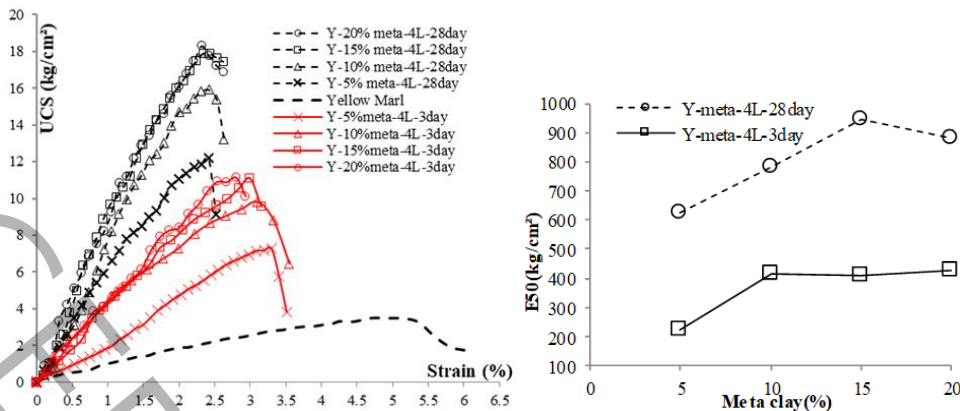 UCS (kg/cm²)
20
18
16
14
12
10
8
6
4
2
0
0 0.5 1 1.5 2 2.5 3 3.5 4 4.5 5 5.5 6 6.5
Strain (%)
Y-20% meta-4L-28day
Y-15% meta-4L-28day
Y-10% meta-4L-28day
Y-5% meta-4L-28day
Yellow Marl
Y-5%meta-4L-3day
Y-10%meta-4L-3day
Y-15%meta-4L-3day
Y-20%meta-4L-3day
E50(kg/cm²)
1000
900
800
700
600
500
400
300
200
100
0 5 10 15 20
Meta clay(%)
Y-meta-4L-28day
Y-meta-4L-3day